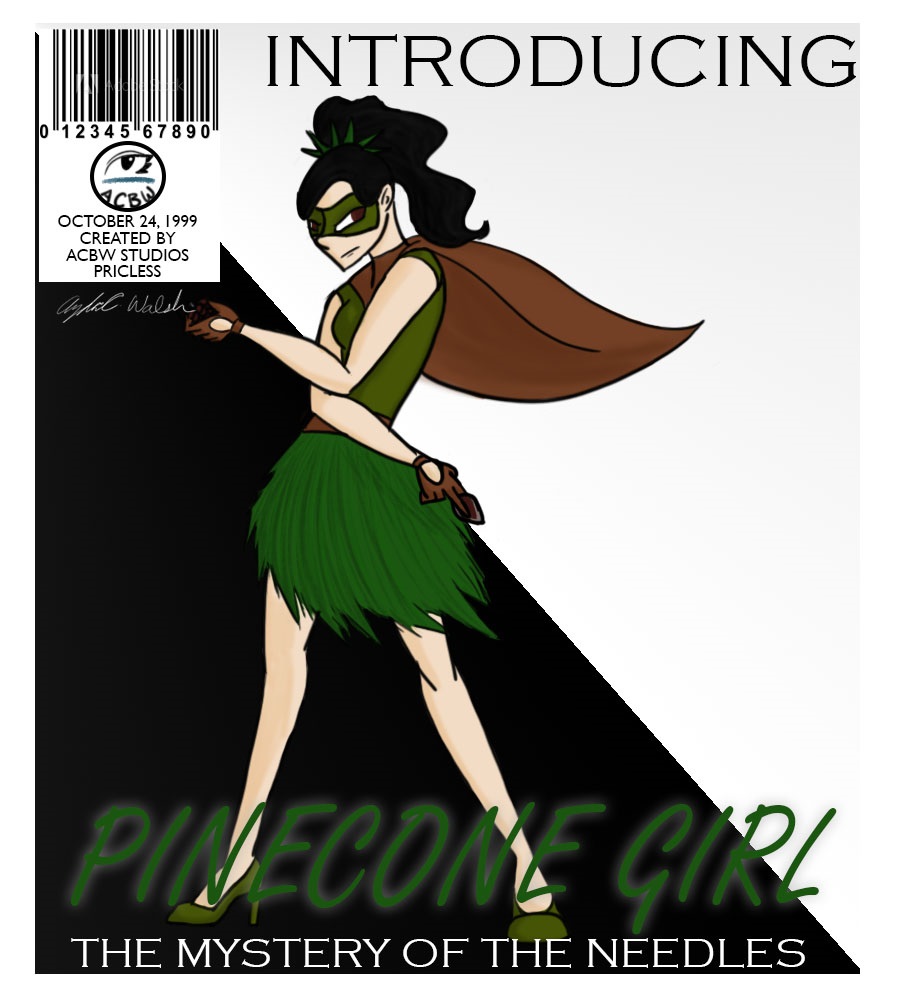 INTRODUCING
0 12345 67890
ACBW
OCTOBER 24, 1999
CREATED BY
ACBW STUDIOS
PRICLESS
Walsh
PINECONE GIRL
THE MYSTERY OF THE NEEDLES